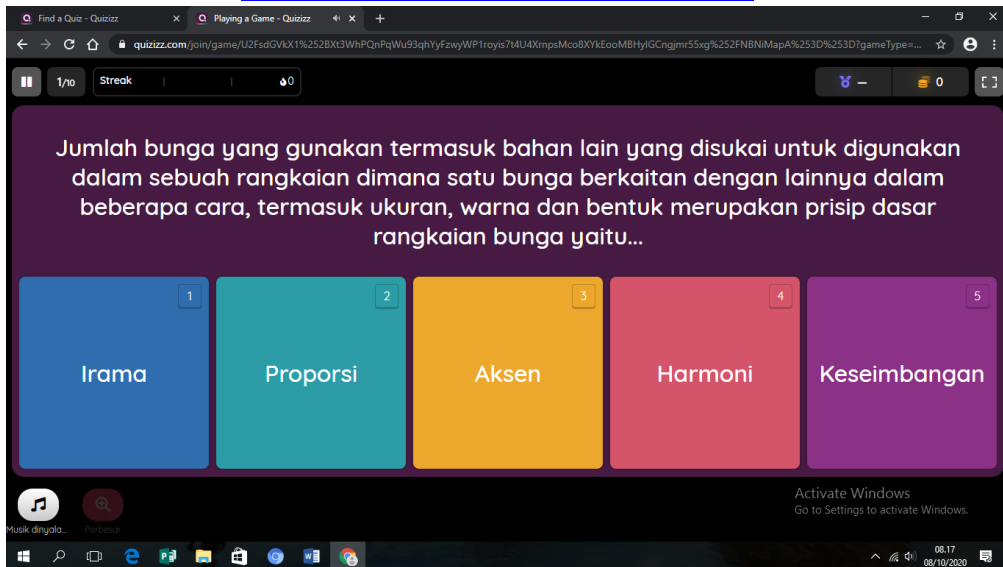 Find a Quiz - Quizizz
Playing a Game - Quizizz
quizizz.com/join/game/U2FsdGVkX1%252BXt3WhPQnPqWu93qhYyFzwyWP1royis7t4U4XrnpsMco8XYkEooMBHyIGCngjmr55xg%252FNBNiMapA%253D%253D?gameType=...
1/10
Streak
0
–
0
Jumlah bunga yang gunakan termasuk bahan lain yang disukai untuk digunakan
dalam sebuah rangkaian dimana satu bunga berkaitan dengan lainnya dalam
beberapa cara, termasuk ukuran, warna dan bentuk merupakan prisip dasar
rangkaian bunga yaitu...
1
2
3
4
5
Irama
Proporsi
Aksen
Harmoni
Keseimbangan
Activate Windows
Go to Settings to activate Windows.
Musik dinyala...
Perbesar
08.17
08/10/2020